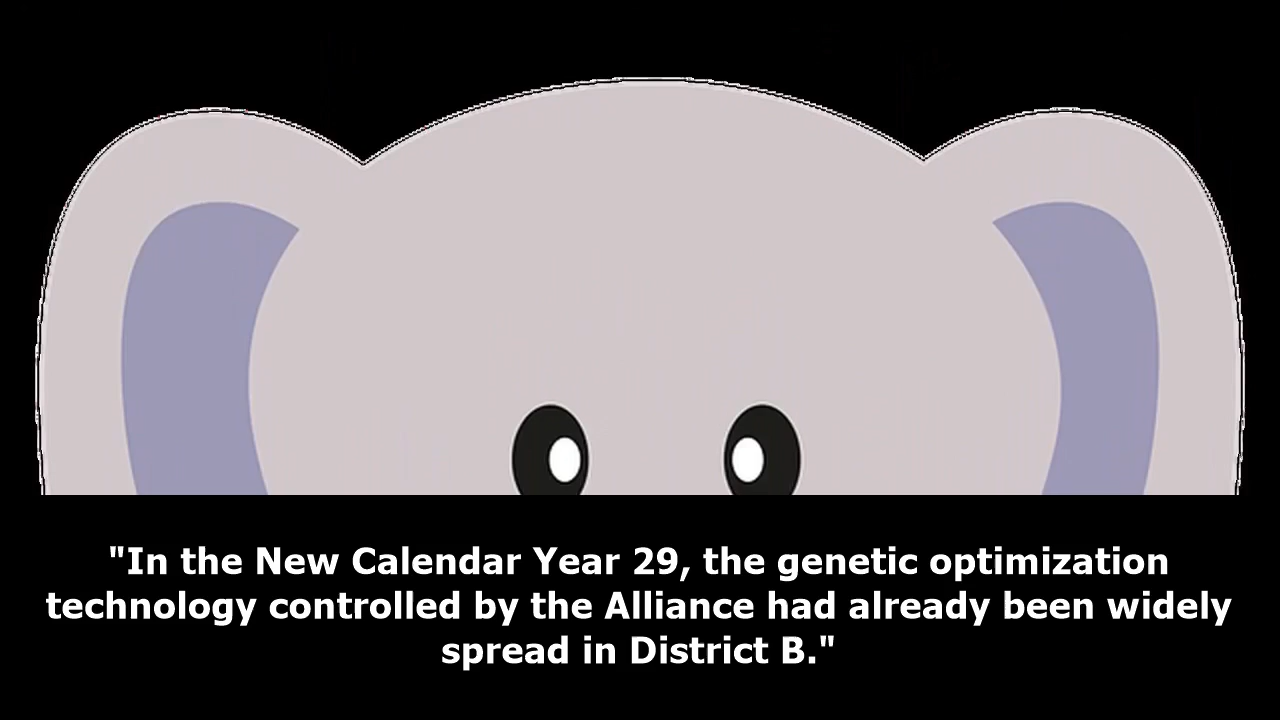 "In the New Calendar Year 29, the genetic optimization
technology controlled by the Alliance had already been widely
spread in District B."